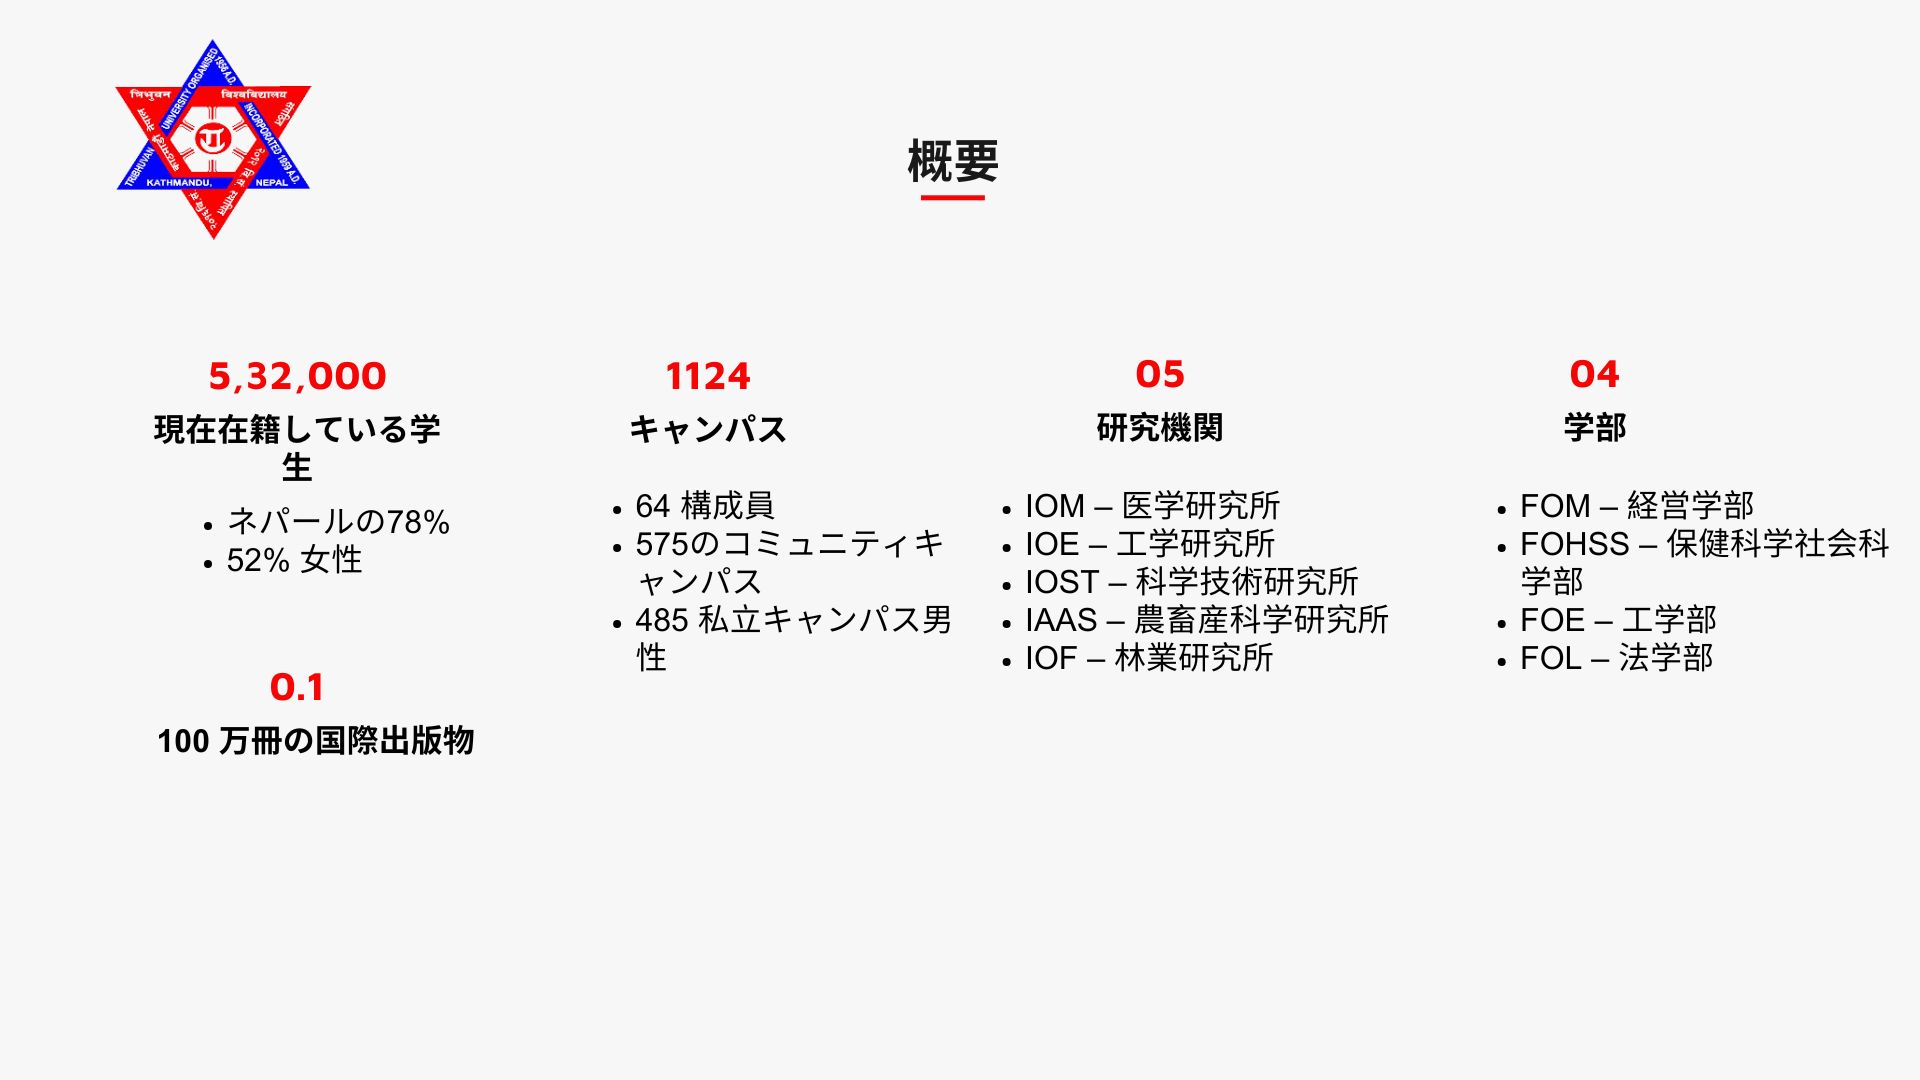 त्रिभुवन विश्वविद्यालय
UNIVERSITY ORGANISED
1956 A.D.
INCORPORATED 1959 A.D.
TRIBHUVAN
KATHMANDU, NEPAL
概要
5,32,000
現在在籍している学
生
ネパールの78%
52% 女性
0.1
100 万冊の国際出版物
1124
キャンパス
64 構成員
575のコミュニティキ
ャンパス
485 私立キャンパス男
性
05
研究機関
IOM – 医学研究所
IOE – 工学研究所
IOST – 科学技術研究所
IAAS – 農畜産科学研究所
IOF – 林業研究所
04
学部
FOM – 経営学部
FOHSS – 保健科学社会科
学部
FOE – 工学部
FOL – 法学部